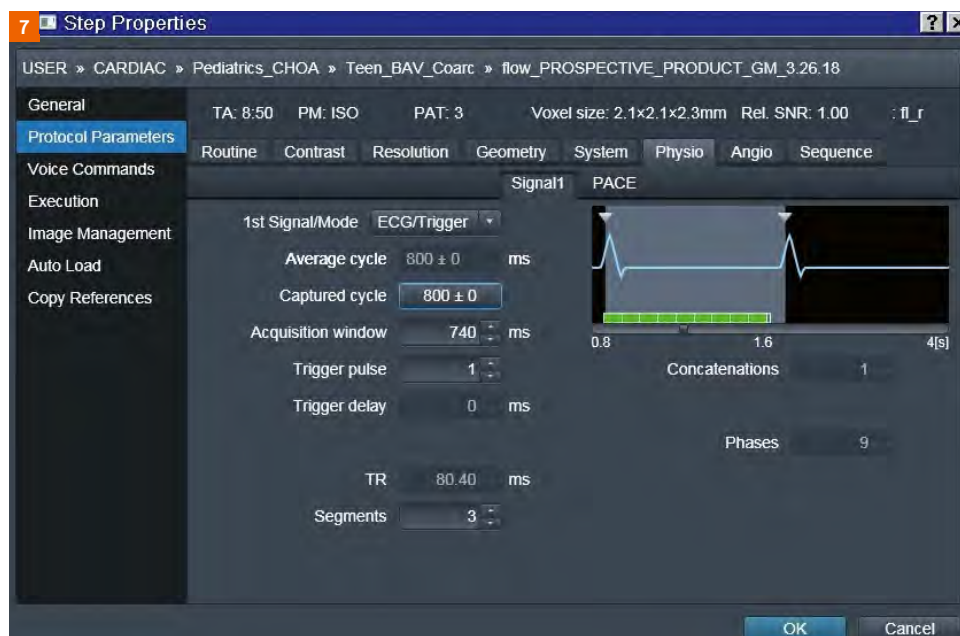 7 Step Properties ? ×
USER » CARDIAC » Pediatrics_CHOA » Teen_BAV_Coarc » flow_PROSPECTIVE_PRODUCT_GM_3.26.18
General
Protocol Parameters
Voice Commands
Execution
Image Management
Auto Load
Copy References
TA: 8:50 PM: ISO PAT: 3 Voxel size: 2.1×2.1×2.3mm Rel. SNR: 1.00 : fl_r
Routine Contrast Resolution Geometry System Physio Angio Sequence
Signal1 PACE
1st Signal/Mode ECG/Trigger
Average cycle 800 ± 0 ms
Captured cycle 800 ± 0
Acquisition window 740 ms
Trigger pulse 1
Trigger delay 0 ms
TR 80.40 ms
Segments 3
0.8 1.6 4[s]
Concatenations 1
Phases 9
OK Cancel